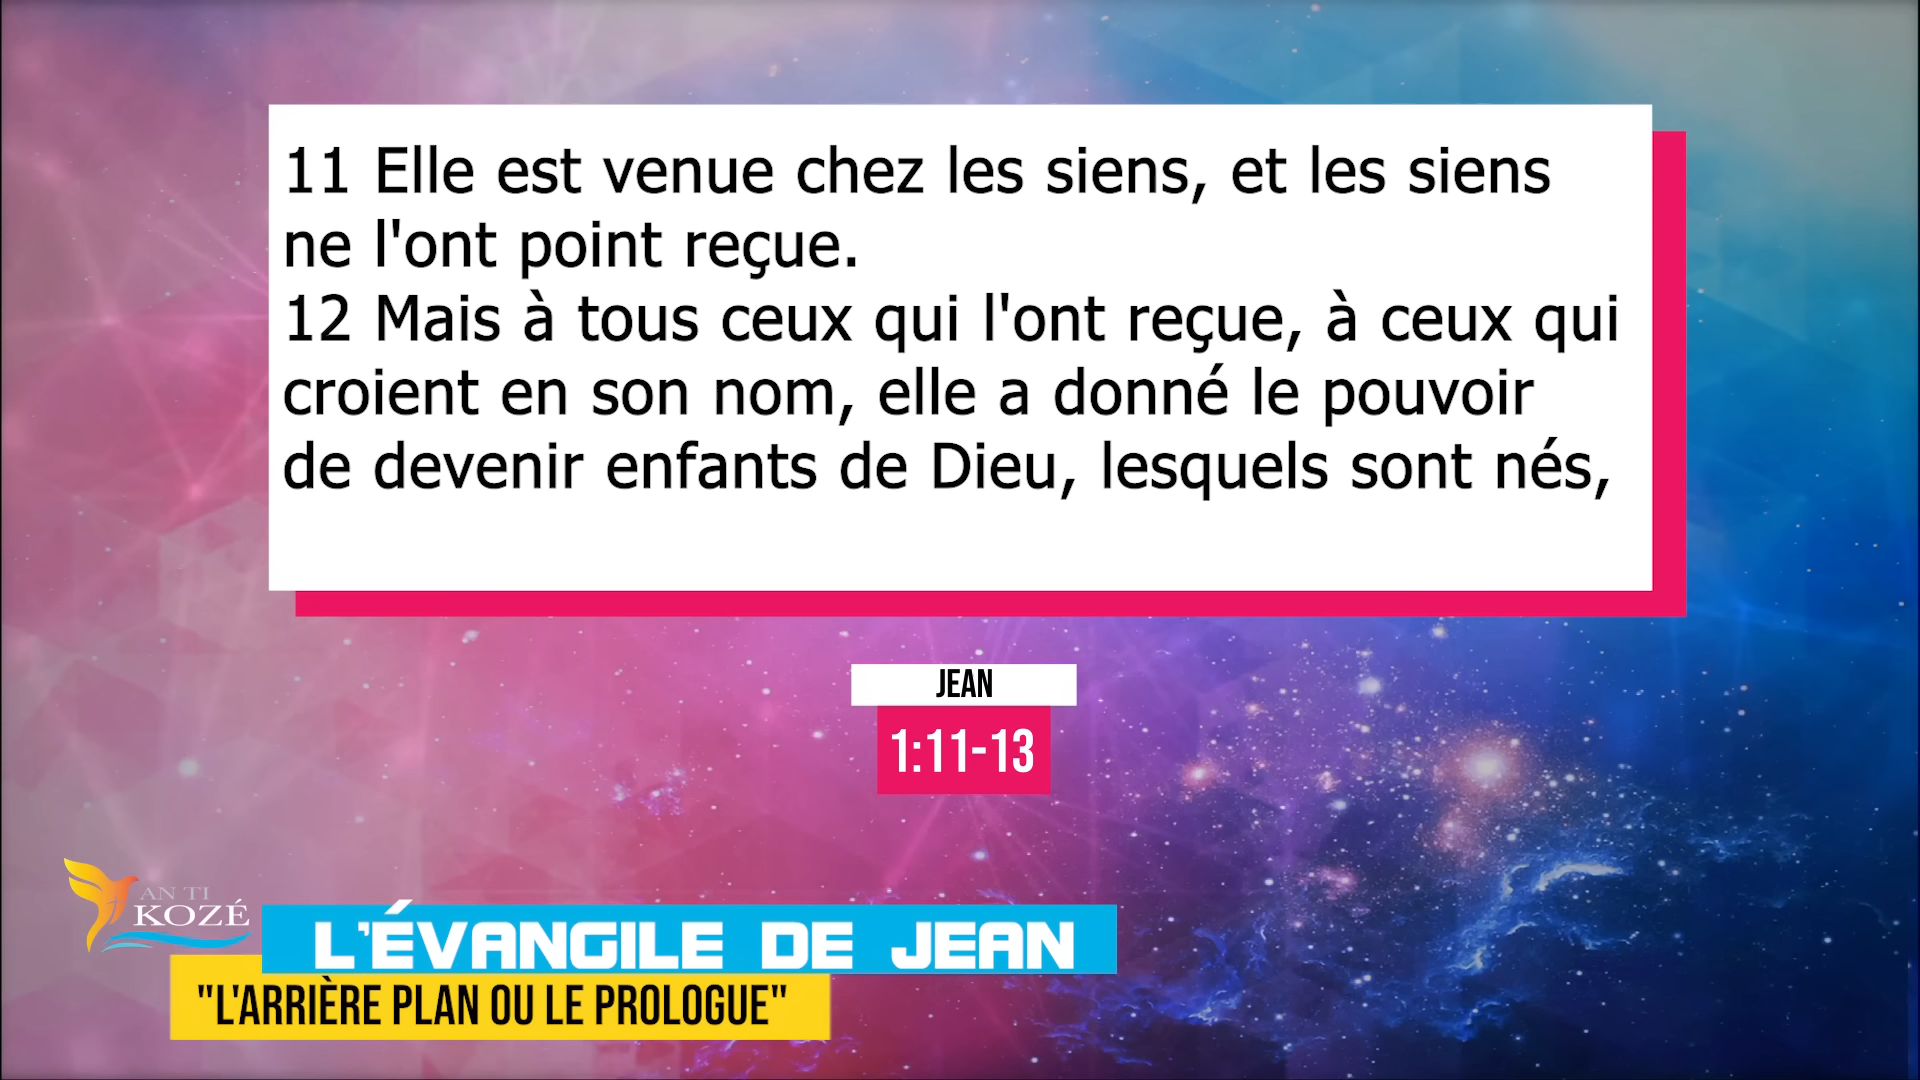 11 Elle est venue chez les siens, et les siens
ne l'ont point reçue.
12 Mais à tous ceux qui l'ont reçue, à ceux qui
croient en son nom, elle a donné le pouvoir
de devenir enfants de Dieu, lesquels sont nés,
JEAN
1:11-13
AN TI
KOZÉ
L'ÉVANGILE DE JEAN
"L'ARRIÈRE PLAN OU LE PROLOGUE"